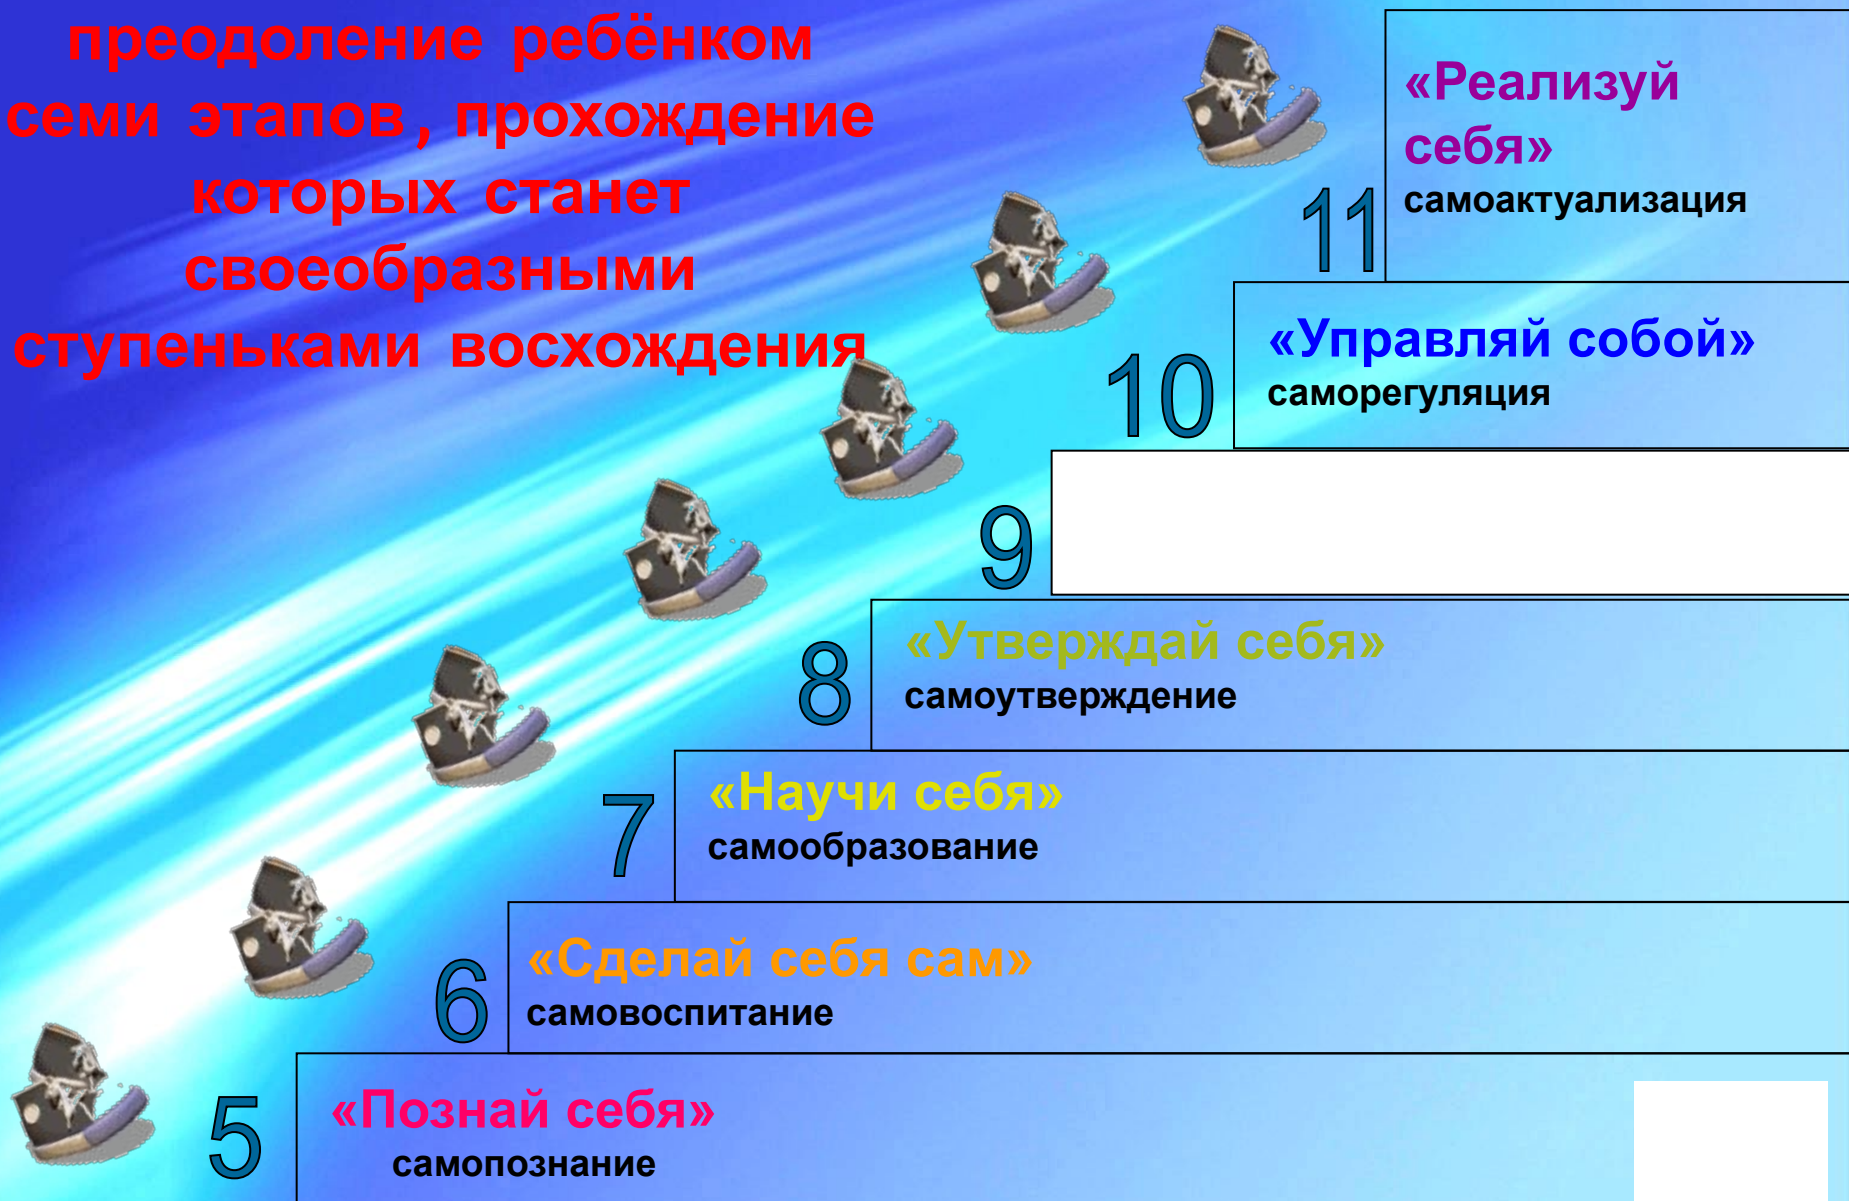 преодоление ребёнком
семи этапов, прохождение
которых станет
своеобразными
ступеньками восхождения
11
«Реализуй
себя»
самоактуализация
10
«Управляй собой»
саморегуляция
9
8
«Утверждай себя»
самоутверждение
7
«Научи себя»
самообразование
6
«Сделай себя сам»
самовоспитание
5
«Познай себя»
самопознание